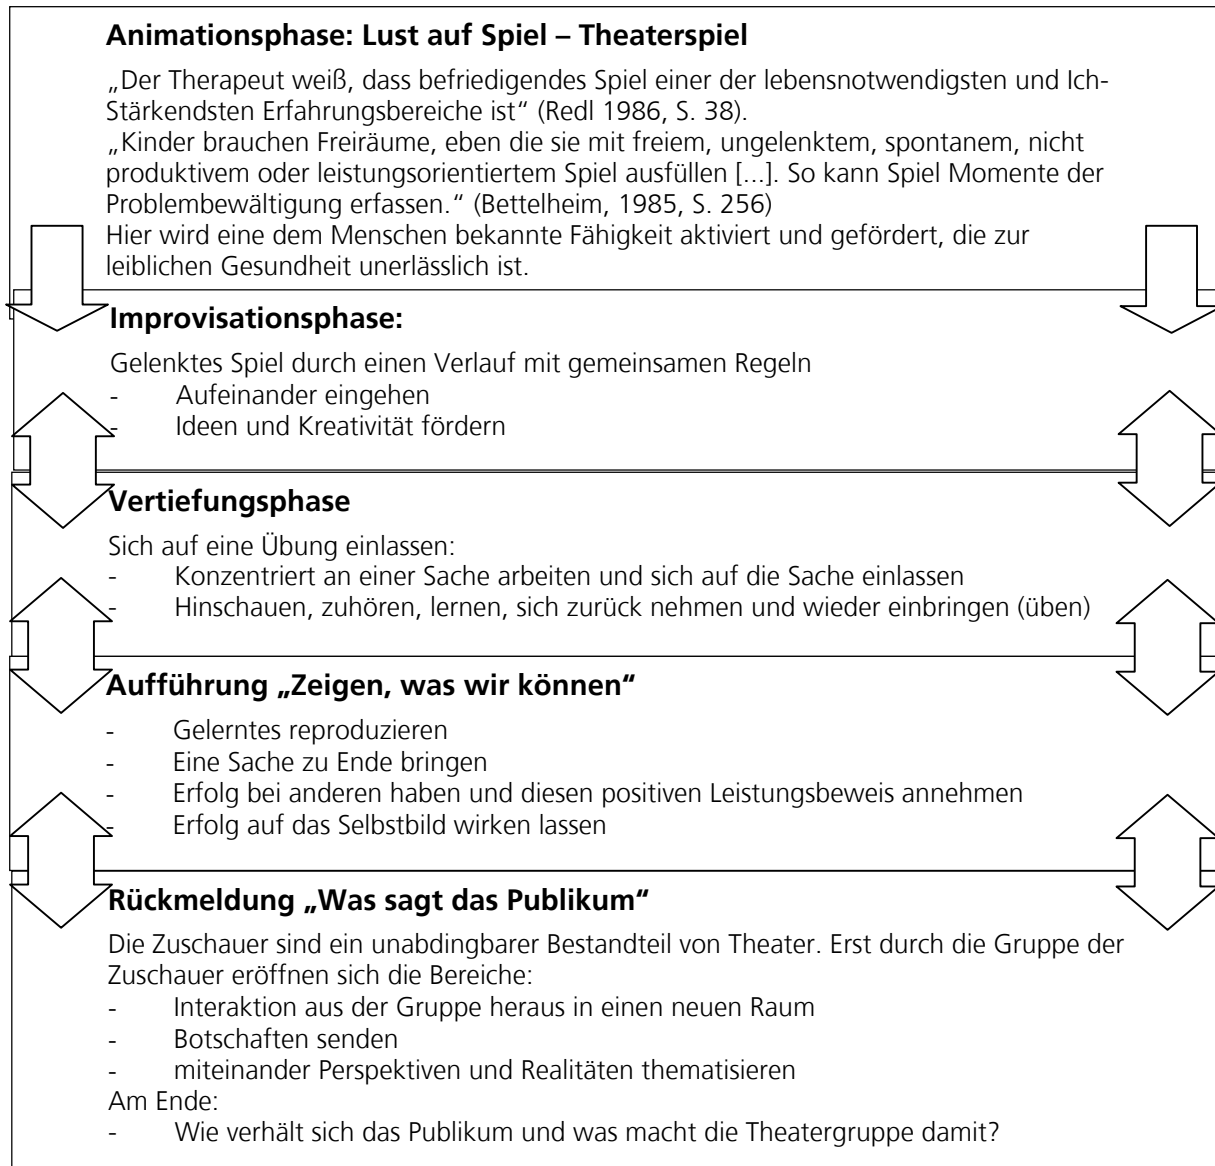 Animationsphase: Lust auf Spiel – Theaterspiel
„Der Therapeut weiß, dass befriedigendes Spiel einer der lebensnotwendigsten und Ich-
Stärkendsten Erfahrungsbereiche ist“ (Redl 1986, S. 38).
„Kinder brauchen Freiräume, eben die sie mit freiem, ungelenktem, spontanem, nicht
produktivem oder leistungsorientiertem Spiel ausfüllen [...]. So kann Spiel Momente der
Problembewältigung erfassen.“ (Bettelheim, 1985, S. 256)
Hier wird eine dem Menschen bekannte Fähigkeit aktiviert und gefördert, die zur
leiblichen Gesundheit unerlässlich ist.
Improvisationsphase:
Gelenktes Spiel durch einen Verlauf mit gemeinsamen Regeln
- Aufeinander eingehen
- Ideen und Kreativität fördern
Vertiefungsphase
Sich auf eine Übung einlassen:
- Konzentriert an einer Sache arbeiten und sich auf die Sache einlassen
- Hinschauen, zuhören, lernen, sich zurück nehmen und wieder einbringen (üben)
Aufführung „Zeigen, was wir können“
- Gelerntes reproduzieren
- Eine Sache zu Ende bringen
- Erfolg bei anderen haben und diesen positiven Leistungsbeweis annehmen
- Erfolg auf das Selbstbild wirken lassen
Rückmeldung „Was sagt das Publikum“
Die Zuschauer sind ein unabdingbarer Bestandteil von Theater. Erst durch die Gruppe der
Zuschauer eröffnen sich die Bereiche:
- Interaktion aus der Gruppe heraus in einen neuen Raum
- Botschaften senden
- miteinander Perspektiven und Realitäten thematisieren
Am Ende:
- Wie verhält sich das Publikum und was macht die Theatergruppe damit?